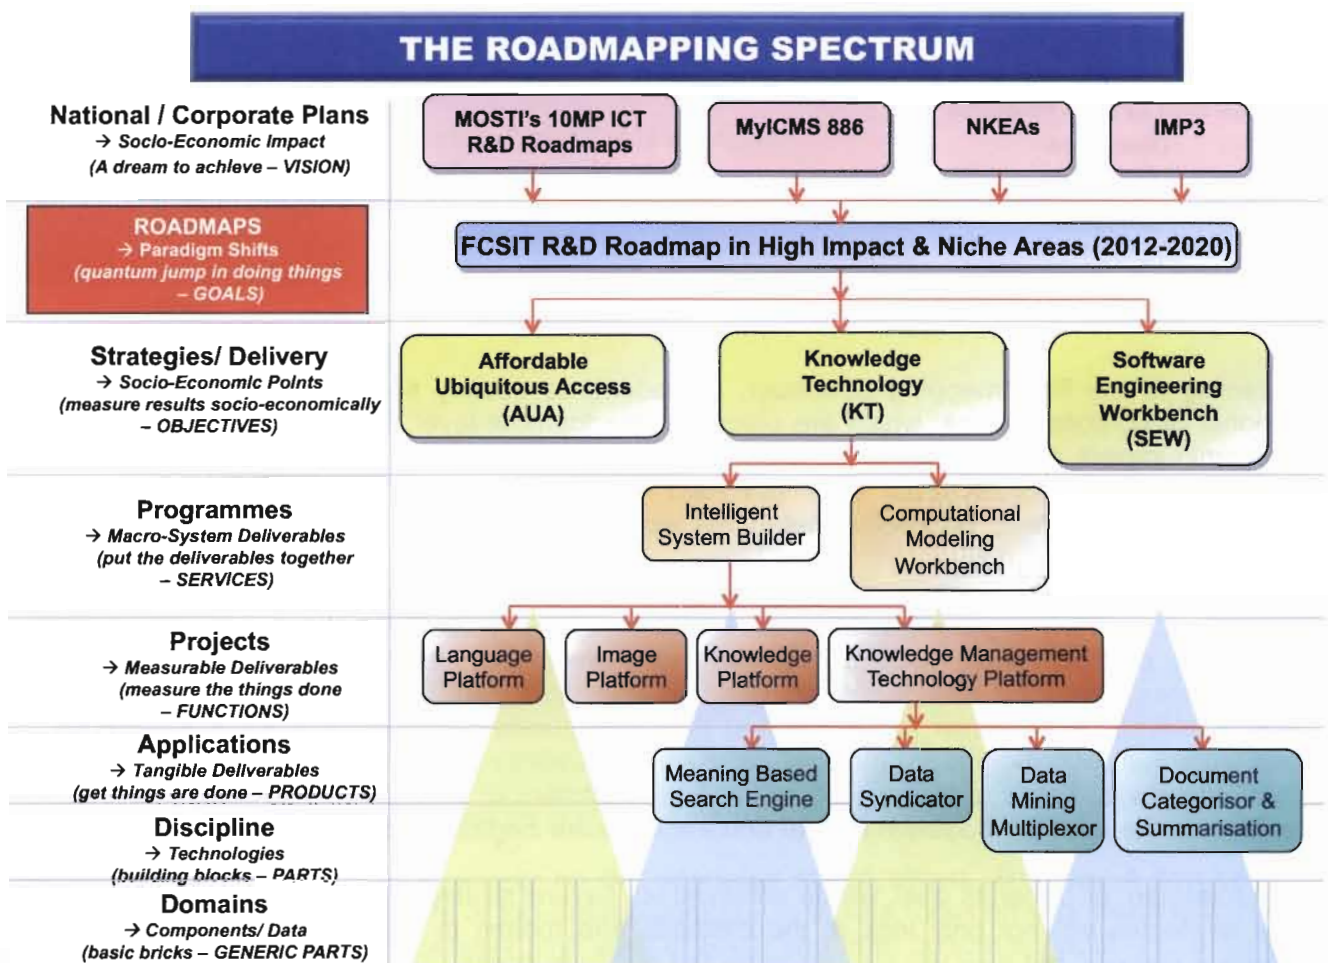 THE ROADMAPPING SPECTRUM
National / Corporate Plans
→ Socio-Economic Impact
(A dream to achieve – VISION)
MOSTI's 10MP ICT
R&D Roadmaps
MyICMS 886
NKEAs
IMP3
ROADMAPS
→ Paradigm Shifts
(quantum jump in doing things
– GOALS)
FCSIT R&D Roadmap in High Impact & Niche Areas (2012-2020)
Strategies/ Delivery
→ Socio-Economic Points
(measure results socio-economically
– OBJECTIVES)
Affordable
Ubiquitous Access
(AUA)
Knowledge
Technology
(KT)
Software
Engineering
Workbench
(SEW)
Programmes
→ Macro-System Deliverables
(put the deliverables together
– SERVICES)
Intelligent
System Builder
Computational
Modeling
Workbench
Projects
→ Measurable Deliverables
(measure the things done
– FUNCTIONS)
Language
Platform
Image
Platform
Knowledge
Platform
Knowledge Management
Technology Platform
Applications
→ Tangible Deliverables
(get things are done – PRODUCTS)
Meaning Based
Search Engine
Data
Syndicator
Data
Mining
Multiplexor
Document
Categorisor &
Summarisation
Discipline
→ Technologies
(building blocks – PARTS)
Domains
→ Components/ Data
(basic bricks – GENERIC PARTS)